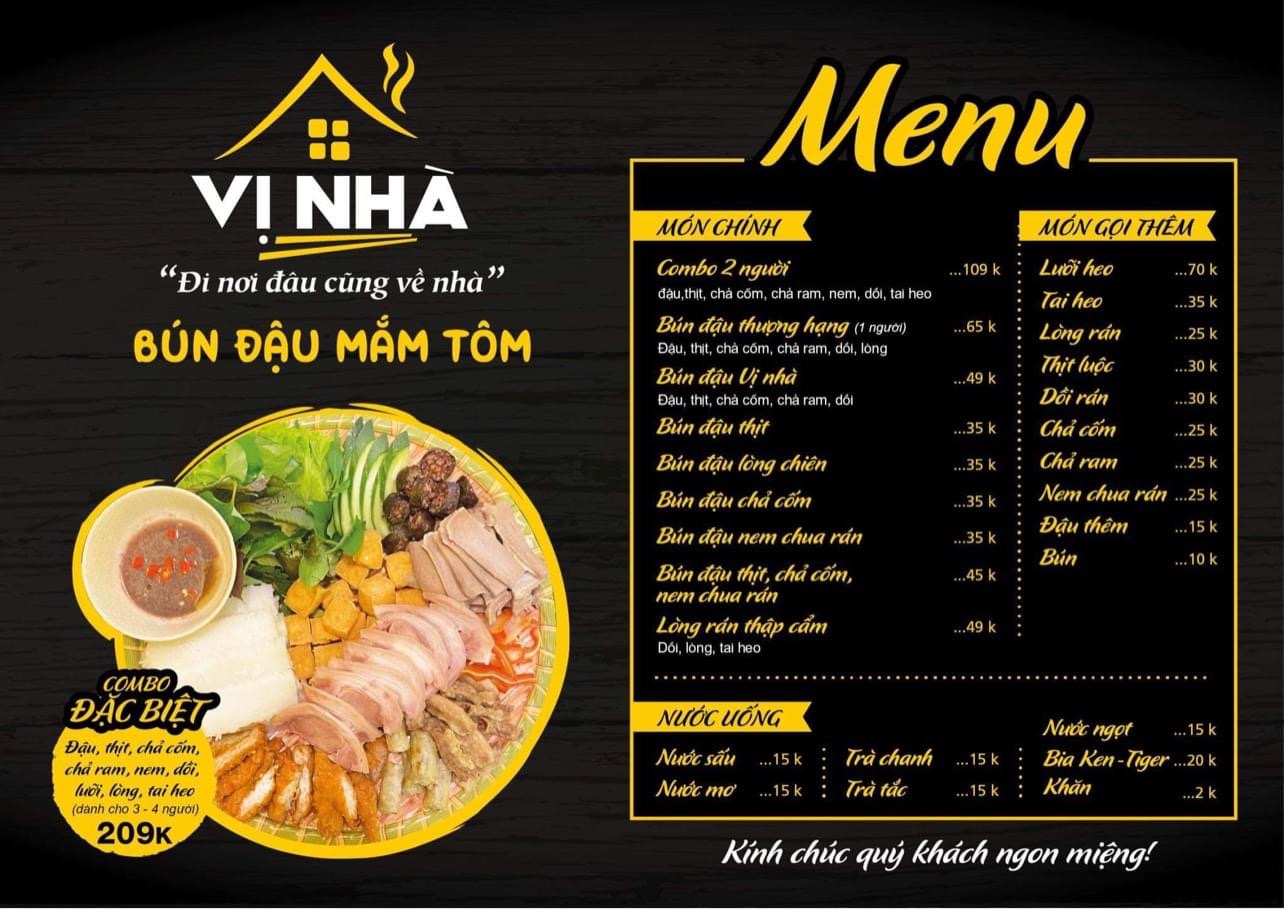 VỊ NHÀ
“Đi nơi đâu cũng về nhà”
BÚN ĐẬU MẮM TÔM
COMBO
ĐẶC BIỆT
Đậu, thịt, chả cốm,
chả ram, nem, dồi,
lưỡi, lòng, tai heo
(dành cho 3 - 4 người)
209K
Menu
MÓN CHÍNH
Combo 2 người ...109 k
đậu,thịt, chả cốm, chả ram, nem, dồi, tai heo
Bún đậu thượng hạng (1 người) ...65 k
Đậu, thịt, chả cốm, chả ram, dồi, lòng
Bún đậu Vị nhà ...49 k
Đậu, thịt, chả cốm, chả ram, dồi
Bún đậu thịt ...35 k
Bún đậu lòng chiên ...35 k
Bún đậu chả cốm ...35 k
Bún đậu nem chua rán ...35 k
Bún đậu thịt, chả cốm, ...45 k
nem chua rán
Lòng rán thập cẩm ...49 k
Dồi, lòng, tai heo
MÓN GỌI THÊM
Lưỡi heo ...70 k
Tai heo ...35 k
Lòng rán ...25 k
Thịt luộc ...30 k
Dồi rán ...30 k
Chả cốm ...25 k
Chả ram ...25 k
Nem chua rán ...25 k
Đậu thêm ...15 k
Bún ...10 k
NƯỚC UỐNG
Nước sấu ...15 k
Nước mơ ...15 k
Trà chanh ...15 k
Trà tắc ...15 k
Nước ngọt ...15 k
Bia Ken - Tiger ...20 k
Khăn ...2 k
Kính chúc quý khách ngon miệng!